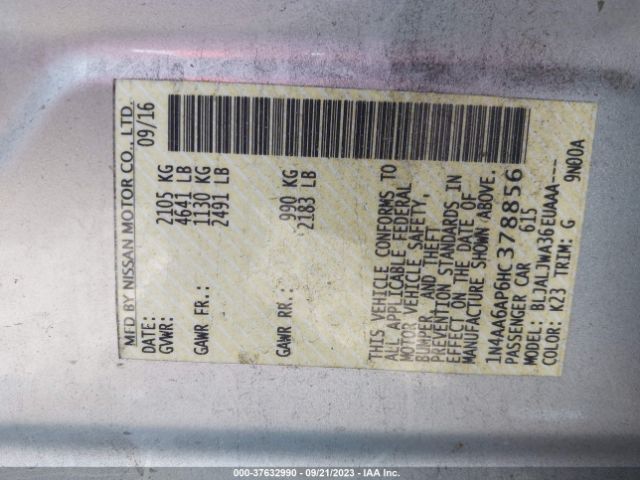 MFD BY NISSAN MOTOR CO., LTD.
DATE: 09/16
GVWR: 2105 KG
4641 LB
GAWR FR.: 1130 KG
2491 LB
GAWR RR.: 990 KG
2183 LB
THIS VEHICLE CONFORMS TO
ALL APPLICABLE FEDERAL
MOTOR VEHICLE SAFETY,
BUMPER, AND THEFT
PREVENTION STANDARDS IN
EFFECT ON THE DATE OF
MANUFACTURE SHOWN ABOVE.
1N4AA6AP6HC378856
PASSENGER CAR 615
MODEL: BLJALJWA36EUAAA----
COLOR: K23 TRIM: G 9N00A
000-37632990 - 09/21/2023 - IAA Inc.